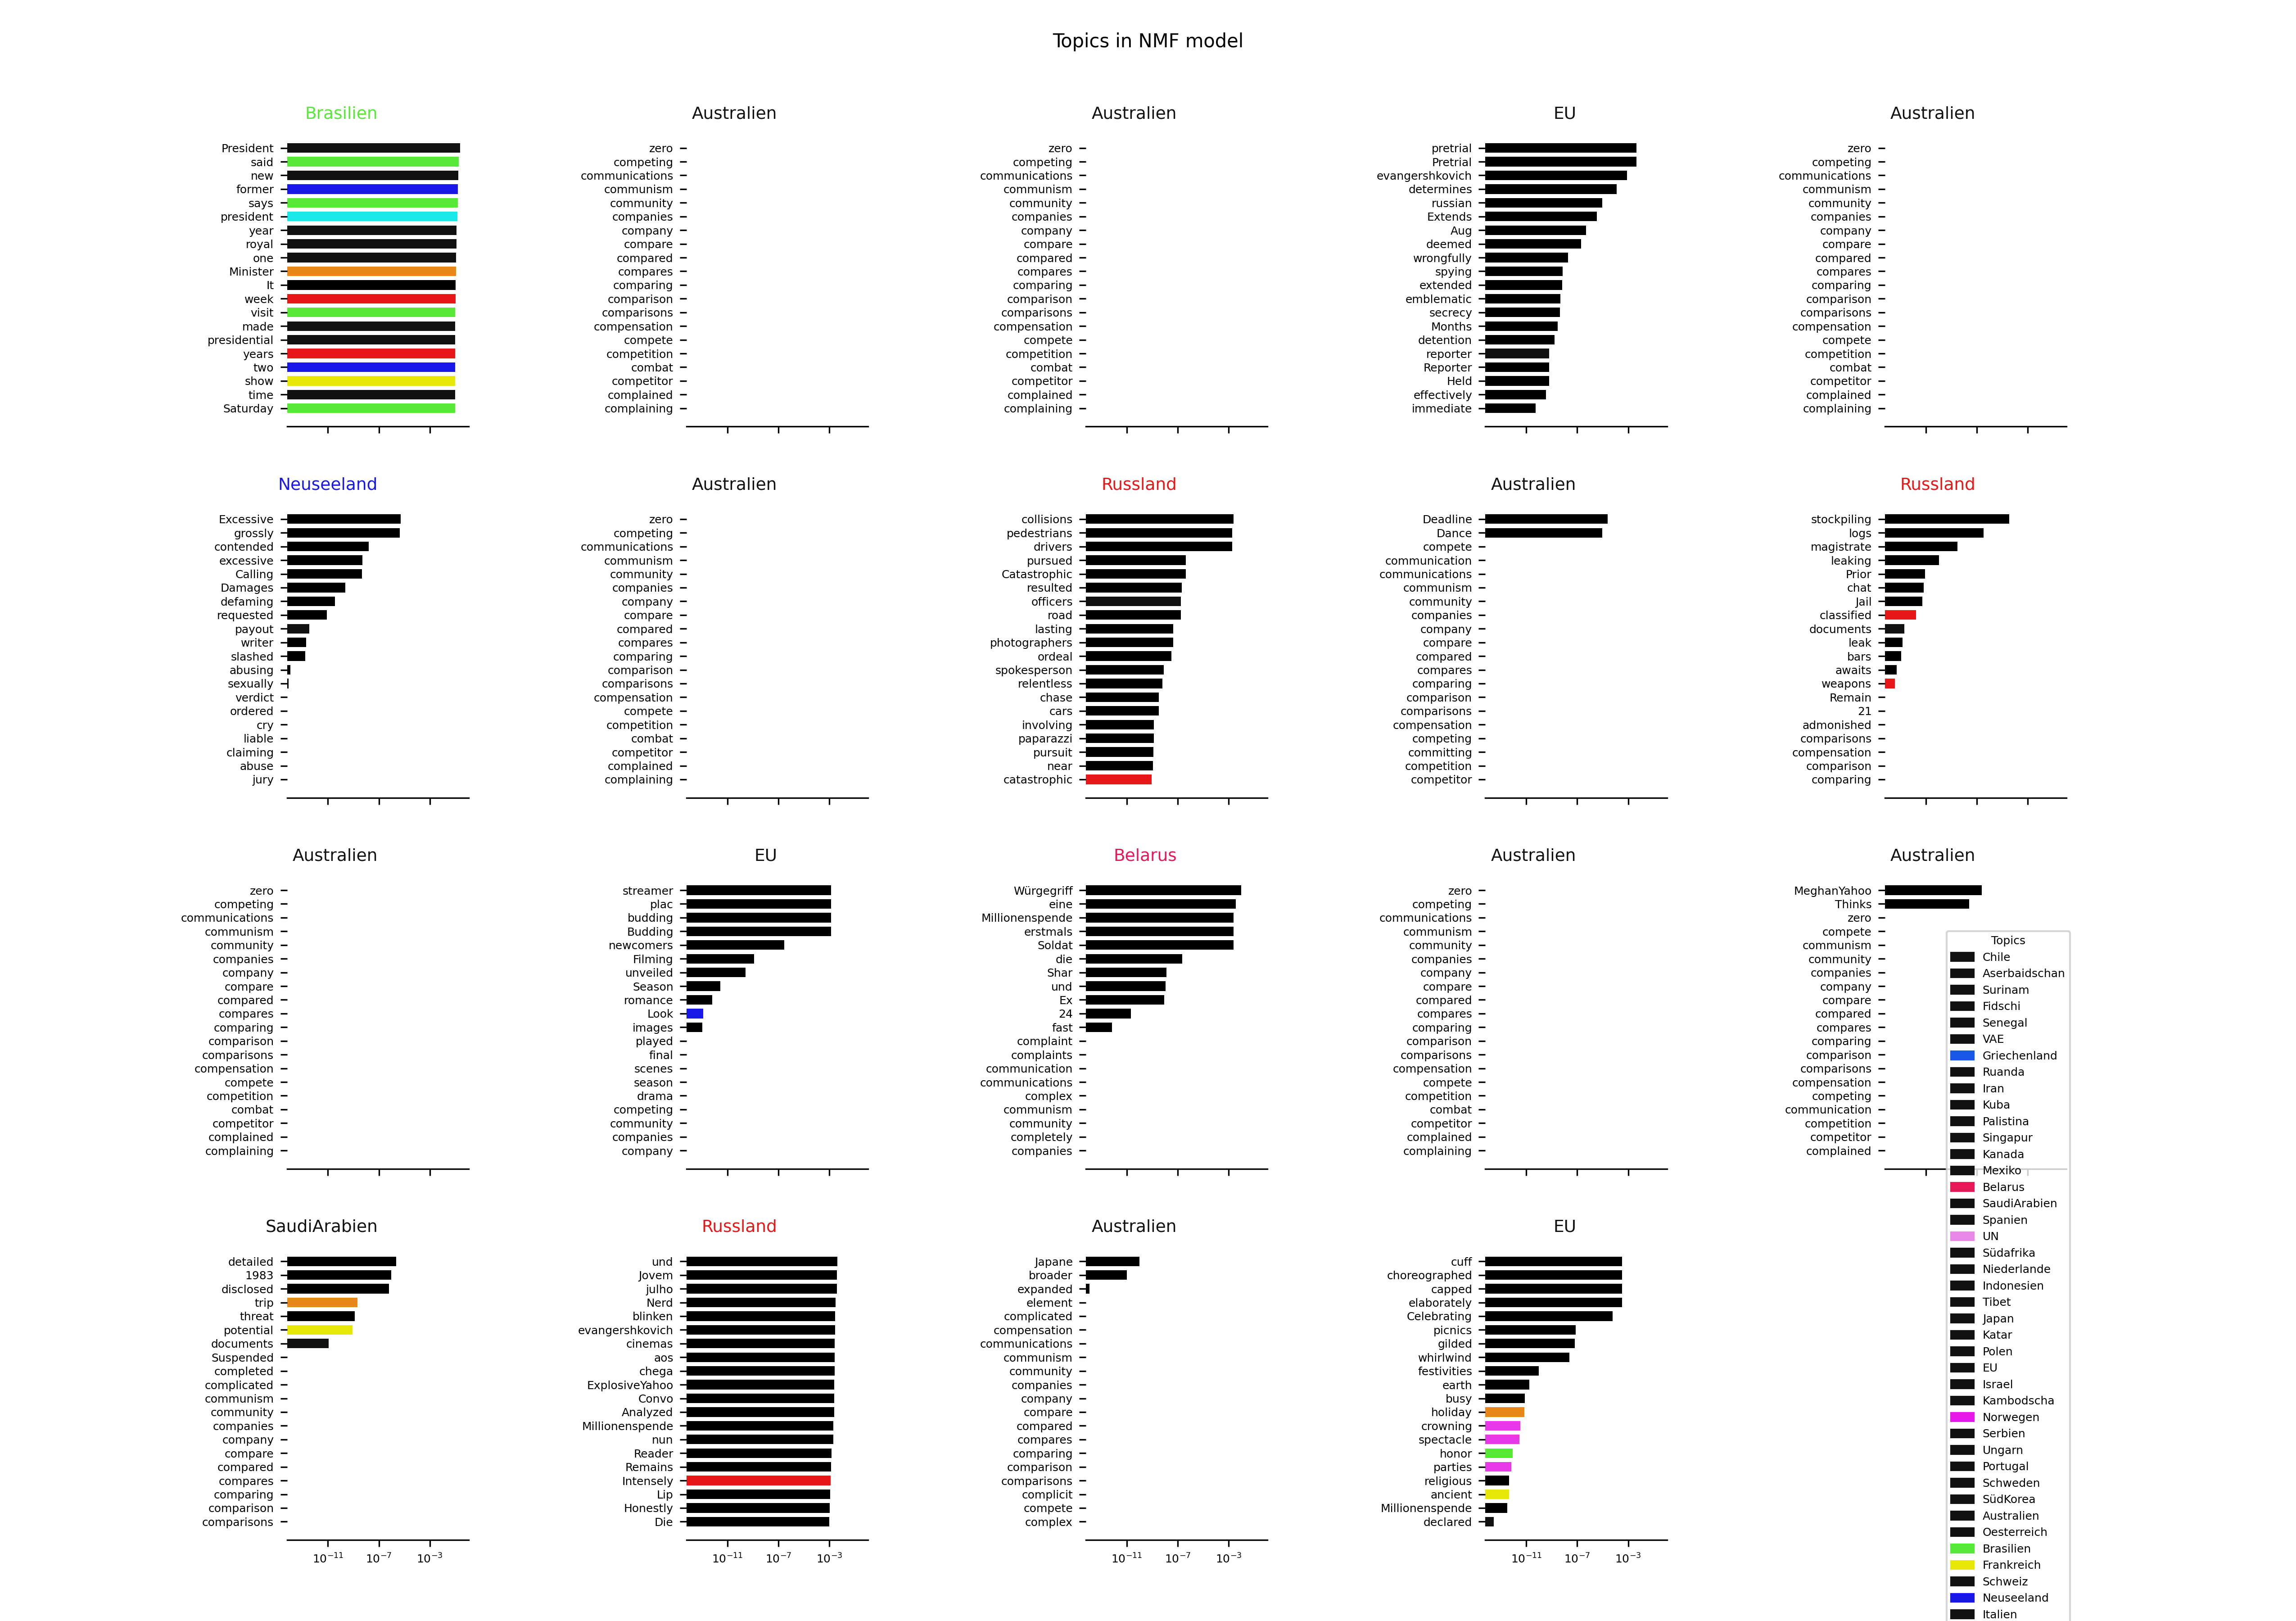 Topics in NMF model
Brasilien
President
said
new
former
says
president
year
royal
one
Minister
It
week
visit
made
presidential
years
two
show
time
Saturday
Australien
zero
competing
communications
communism
community
companies
company
compare
compared
compares
comparing
comparison
comparisons
compensation
compete
competition
combat
competitor
complained
complaining
Australien
zero
competing
communications
communism
community
companies
company
compare
compared
compares
comparing
comparison
comparisons
compensation
compete
competition
combat
competitor
complained
complaining
EU
pretrial
Pretrial
evangershkovich
determines
russian
Extends
Aug
deemed
wrongfully
spying
extended
emblematic
secrecy
Months
detention
reporter
Reporter
Held
effectively
immediate
Australien
zero
competing
communications
communism
community
companies
company
compare
compared
compares
comparing
comparison
comparisons
compensation
compete
competition
combat
competitor
complained
complaining
Neuseeland
Excessive
grossly
contended
excessive
Calling
Damages
defaming
requested
payout
writer
slashed
abusing
sexually
verdict
ordered
cry
liable
claiming
abuse
jury
Australien
zero
competing
communications
communism
community
companies
company
compare
compared
compares
comparing
comparison
comparisons
compensation
compete
competition
combat
competitor
complained
complaining
Russland
collisions
pedestrians
drivers
pursued
Catastrophic
resulted
officers
road
lasting
photographers
ordeal
spokesperson
relentless
chase
cars
involving
paparazzi
pursuit
near
catastrophic
Australien
Deadline
Dance
compete
communication
communications
communism
community
companies
company
compare
compared
compares
comparing
comparison
comparisons
compensation
competing
committing
competition
competitor
Russland
stockpiling
logs
magistrate
leaking
Prior
chat
Jail
classified
documents
leak
bars
awaits
weapons
Remain
21
admonished
comparisons
compensation
comparison
comparing
Australien
zero
competing
communications
communism
community
companies
company
compare
compared
compares
comparing
comparison
comparisons
compensation
compete
competition
combat
competitor
complained
complaining
EU
streamer
plac
budding
Budding
newcomers
Filming
unveiled
Season
romance
Look
images
played
final
scenes
season
drama
competing
community
companies
company
Belarus
Würgegriff
eine
Millionenspende
erstmals
Soldat
die
Shar
und
Ex
24
fast
complaint
complaints
communication
communications
complex
communism
community
completely
companies
Australien
zero
competing
communications
communism
community
companies
company
compare
compared
compares
comparing
comparison
comparisons
compensation
compete
competition
combat
competitor
complained
complaining
Australien
MeghanYahoo
Thinks
zero
compete
communism
community
companies
company
compare
compared
compares
comparing
comparison
comparisons
compensation
competing
communication
competition
competitor
complained
SaudiArabien
detailed
1983
disclosed
trip
threat
potential
documents
Suspended
completed
complicated
communism
community
companies
company
compare
compared
compares
comparing
comparison
comparisons
10⁻¹¹ 10⁻⁷ 10⁻³
Russland
und
Jovem
julho
Nerd
blinken
evangershkovich
cinemas
aos
chega
ExplosiveYahoo
Convo
Analyzed
Millionenspende
nun
Reader
Remains
Intensely
Lip
Honestly
Die
10⁻¹¹ 10⁻⁷ 10⁻³
Australien
Japane
broader
expanded
element
complicated
compensation
communications
communism
community
companies
company
compare
compared
compares
comparing
comparison
comparisons
complicit
compete
complex
10⁻¹¹ 10⁻⁷ 10⁻³
EU
cuff
choreographed
capped
elaborately
Celebrating
picnics
gilded
whirlwind
festivities
earth
busy
holiday
crowning
spectacle
honor
parties
religious
ancient
Millionenspende
declared
10⁻¹¹ 10⁻⁷ 10⁻³
Topics
Chile
Aserbaidschan
Surinam
Fidschi
Senegal
VAE
Griechenland
Ruanda
Iran
Kuba
Palistina
Singapur
Kanada
Mexiko
Belarus
SaudiArabien
Spanien
UN
Südafrika
Niederlande
Indonesien
Tibet
Japan
Katar
Polen
EU
Israel
Kambodscha
Norwegen
Serbien
Ungarn
Portugal
Schweden
SüdKorea
Australien
Oesterreich
Brasilien
Frankreich
Schweiz
Neuseeland
Italien